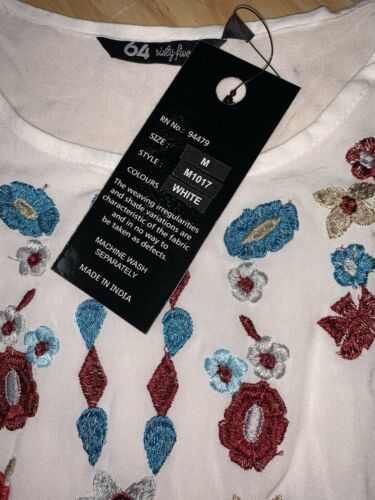 64 sixty five
RN No.: 94479
SIZE : M
STYLE : M1017
COLOURS : WHITE
The weaving irregularities
and shade variations are
characteristic of the fabric
and in no way to
be taken as defects.
MACHINE WASH
SEPARATELY
MADE IN INDIA